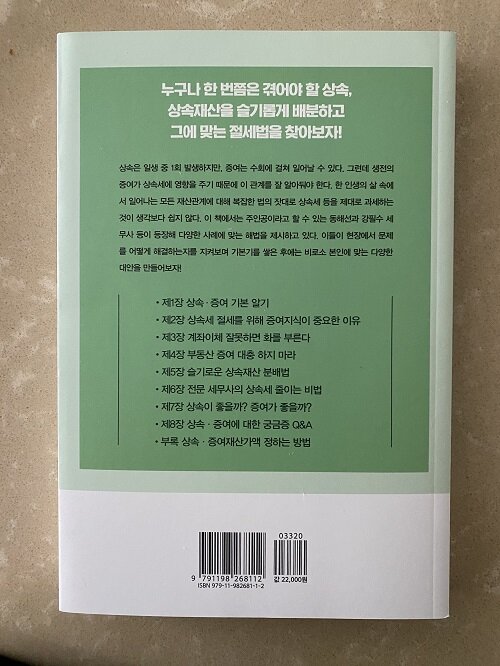 누구나 한 번쯤은 겪어야 할 상속,
상속재산을 슬기롭게 배분하고
그에 맞는 절세법을 찾아보자!
상속은 일생 중 1회 발생하지만, 증여는 수회에 걸쳐 일어날 수 있다. 그런데 생전의
증여가 상속세에 영향을 주기 때문에 이 관계를 잘 알아둬야 한다. 한 인생의 삶 속에
서 일어나는 모든 재산관계에 대해 복잡한 법의 잣대로 상속세 등을 제대로 과세하는
것이 생각보다 쉽지 않다. 이 책에서는 주인공이라고 할 수 있는 동해선과 강필수 세
무사 등이 등장해 다양한 사례에 맞는 해법을 제시하고 있다. 이들이 현장에서 문제
를 어떻게 해결하는지를 지켜보며 기본기를 쌓은 후에는 비로소 본인에 맞는 다양한
대안을 만들어보자!
• 제1장 상속 · 증여 기본 알기
• 제2장 상속세 절세를 위해 증여지식이 중요한 이유
• 제3장 계좌이체 잘못하면 화를 부른다
• 제4장 부동산 증여 대충 하지 마라
• 제5장 슬기로운 상속재산 분배법
• 제6장 전문 세무사의 상속세 줄이는 비법
• 제7장 상속이 좋을까? 증여가 좋을까?
• 제8장 상속 · 증여에 대한 궁금증 Q&A
• 부록 상속 · 증여재산가액 정하는 방법
03320
9 791198 268112
값 22,000원
ISBN 979-11-982681-1-2